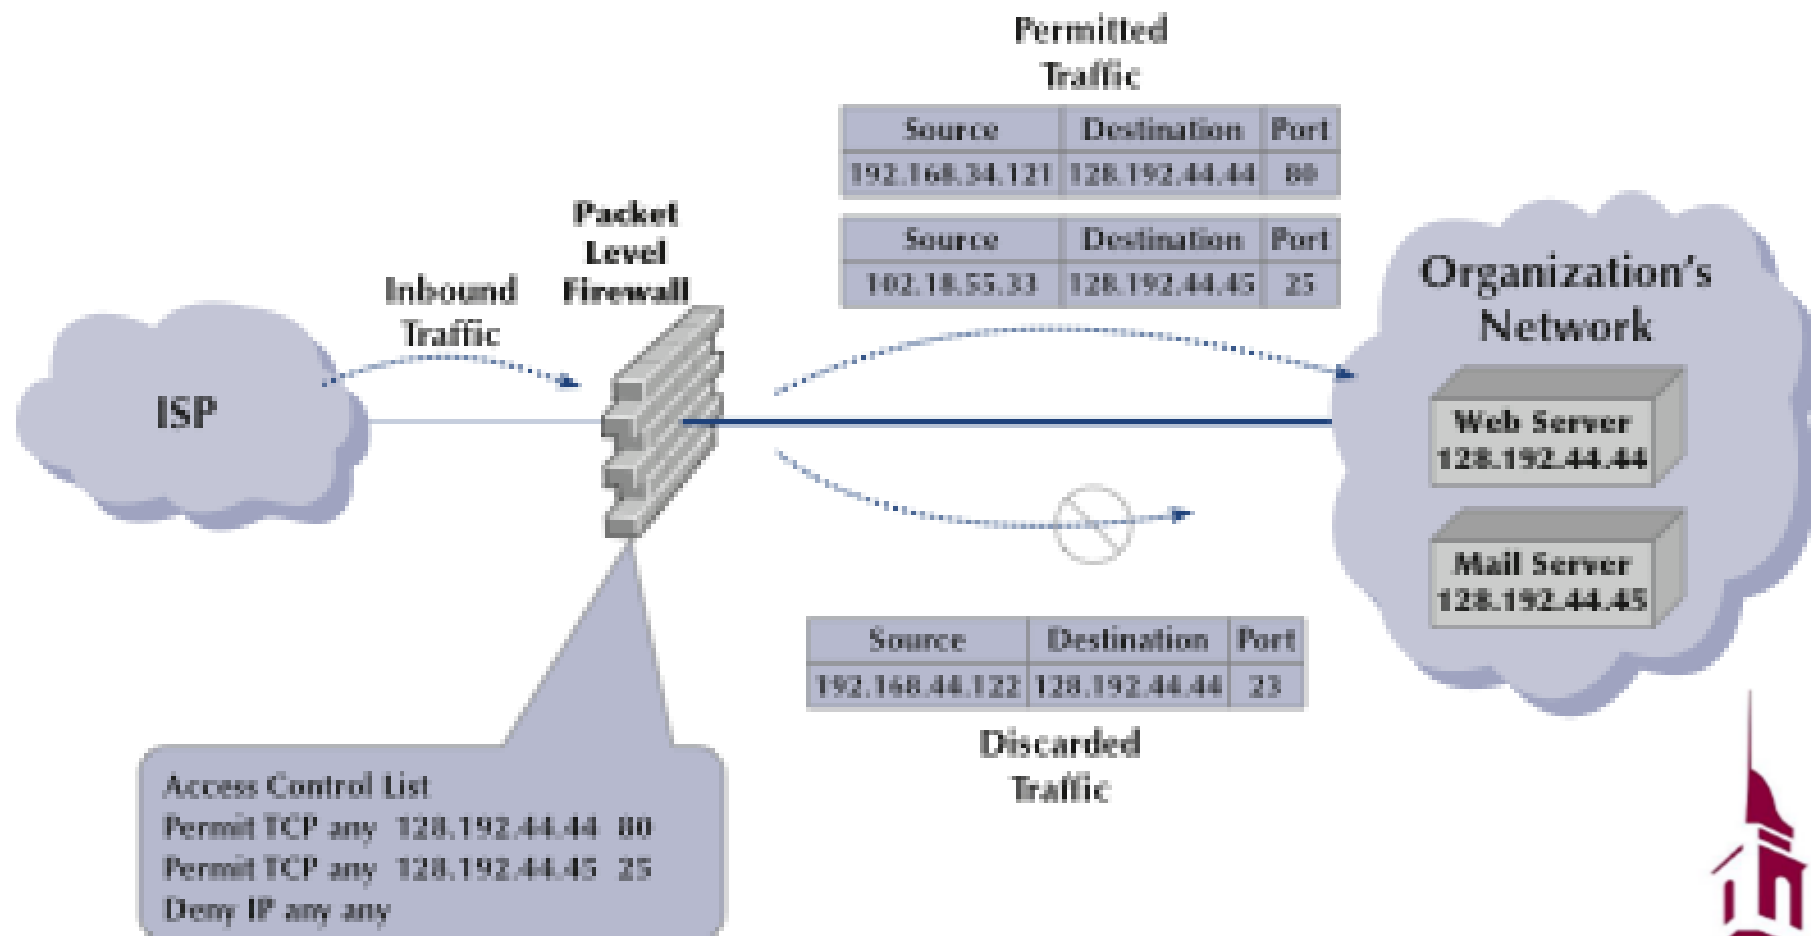 Permitted
Traffic
Source Destination Port
192.168.34.121 128.192.44.44 80
Source Destination Port
102.18.55.33 128.192.44.45 25
Packet
Level
Firewall
Inbound
Traffic
ISP
Organization's
Network
Web Server
128.192.44.44
Mail Server
128.192.44.45
Source Destination Port
192.168.44.122 128.192.44.44 23
Discarded
Traffic
Access Control List
Permit TCP any 128.192.44.44 80
Permit TCP any 128.192.44.45 25
Deny IP any any